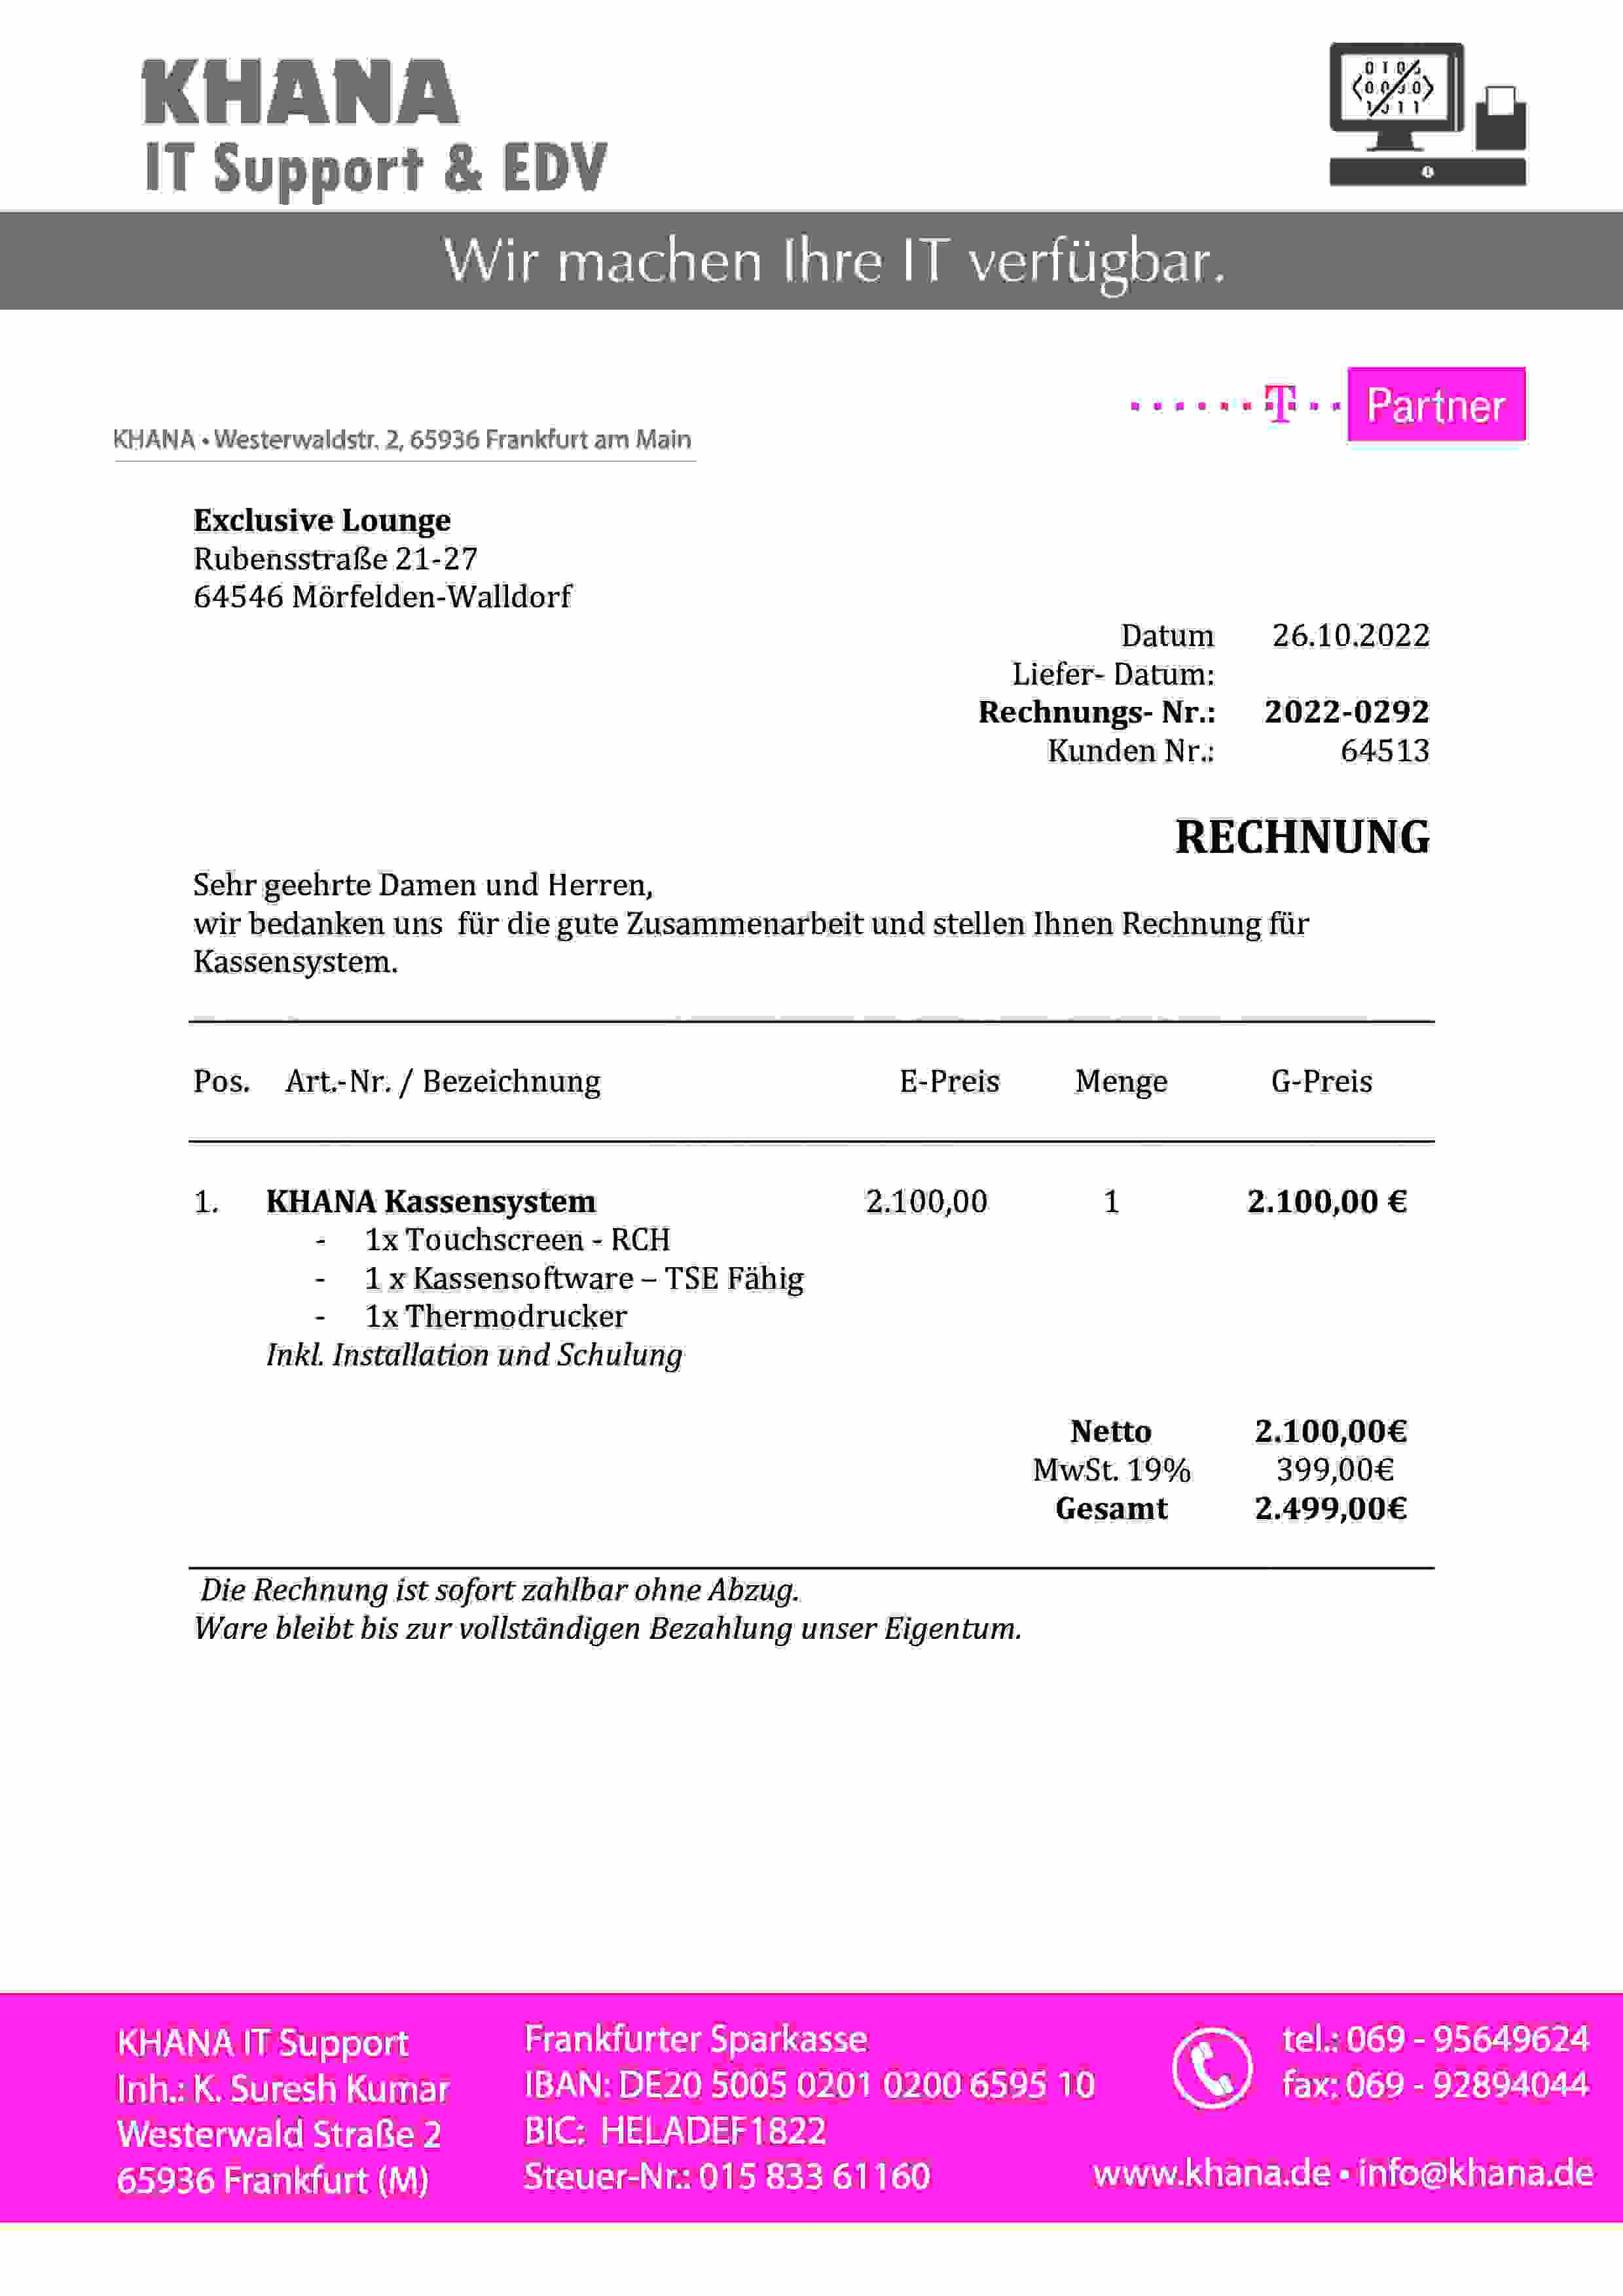 KHANA
IT Support & EDV
Wir machen Ihre IT verfügbar.
T Partner
KHANA • Westerwaldstr. 2, 65936 Frankfurt am Main
Exclusive Lounge
Rubensstraße 21-27
64546 Mörfelden-Walldorf
Datum 26.10.2022
Liefer- Datum:
Rechnungs- Nr.: 2022-0292
Kunden Nr.: 64513
RECHNUNG
Sehr geehrte Damen und Herren,
wir bedanken uns für die gute Zusammenarbeit und stellen Ihnen Rechnung für
Kassensystem.
Pos. Art.-Nr. / Bezeichnung E-Preis Menge G-Preis
1. KHANA Kassensystem 2.100,00 1 2.100,00 €
- 1x Touchscreen - RCH
- 1 x Kassensoftware – TSE Fähig
- 1x Thermodrucker
Inkl. Installation und Schulung
Netto 2.100,00€
MwSt. 19% 399,00€
Gesamt 2.499,00€
Die Rechnung ist sofort zahlbar ohne Abzug.
Ware bleibt bis zur vollständigen Bezahlung unser Eigentum.
KHANA IT Support
Inh.: K. Suresh Kumar
Westerwald Straße 2
65936 Frankfurt (M)
Frankfurter Sparkasse
IBAN: DE20 5005 0201 0200 6595 10
BIC: HELADEF1822
Steuer-Nr.: 015 833 61160
tel.: 069 - 95649624
fax: 069 - 92894044
www.khana.de • info@khana.de